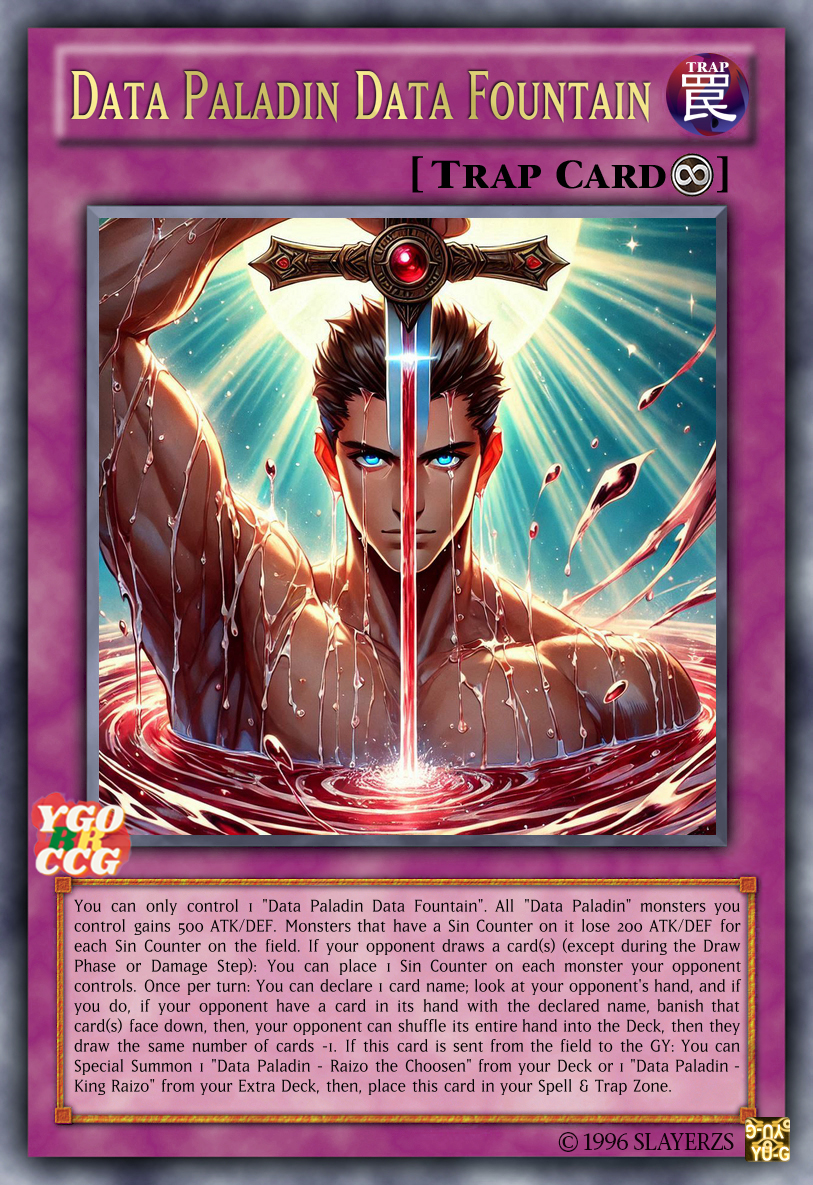 Data Paladin Data Fountain
TRAP
罠
[Trap Card]
YGO
BR
CCG
You can only control 1 "Data Paladin Data Fountain". All "Data Paladin" monsters you
control gains 500 ATK/DEF. Monsters that have a Sin Counter on it lose 200 ATK/DEF for
each Sin Counter on the field. If your opponent draws a card(s) (except during the Draw
Phase or Damage Step): You can place 1 Sin Counter on each monster your opponent
controls. Once per turn: You can declare 1 card name; look at your opponent's hand, and if
you do, if your opponent have a card in its hand with the declared name, banish that
card(s) face down, then, your opponent can shuffle its entire hand into the Deck, then they
draw the same number of cards -1. If this card is sent from the field to the GY: You can
Special Summon 1 "Data Paladin - Raizo the Choosen" from your Deck or 1 "Data Paladin -
King Raizo" from your Extra Deck, then, place this card in your Spell & Trap Zone.
© 1996 SLAYERZS